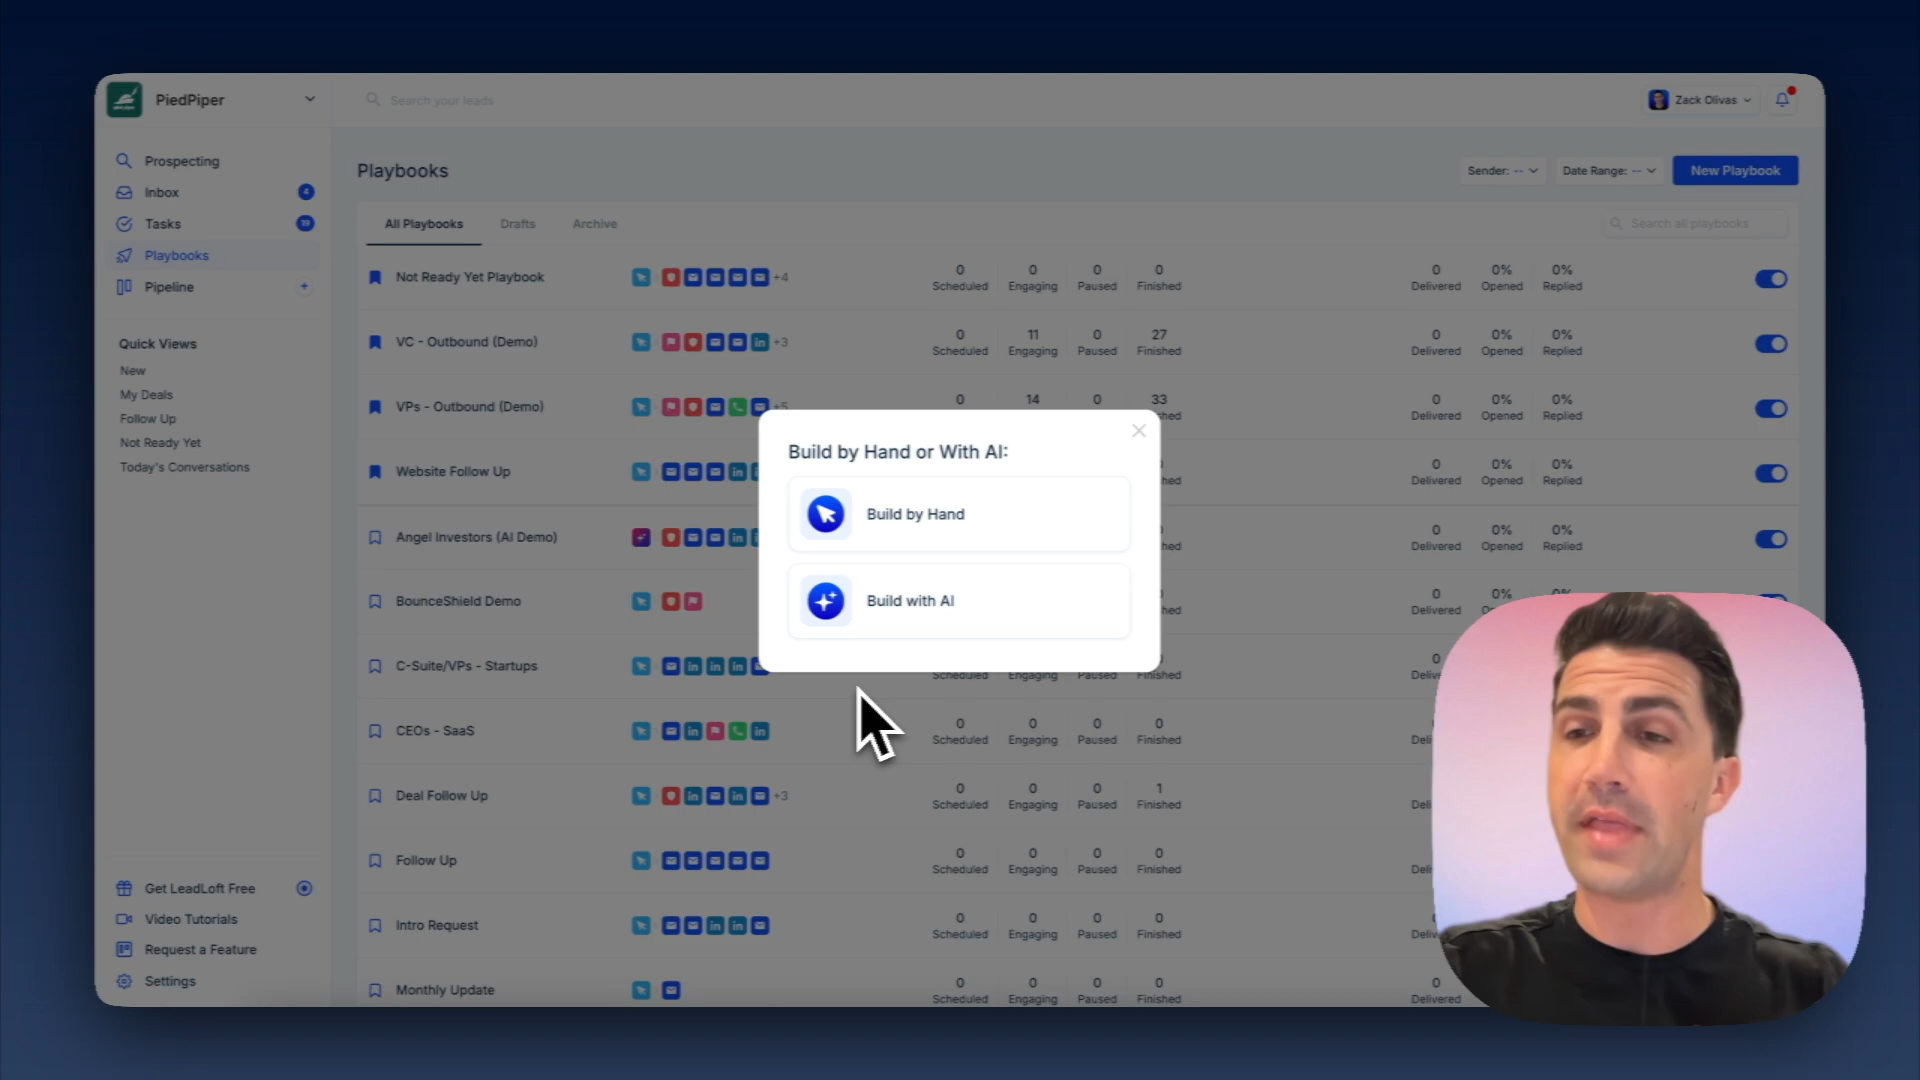 PiedPiper
Search your leads
Zack Olivas
Prospecting
Inbox 4
Tasks 19
Playbooks
Pipeline +
Quick Views
New
My Deals
Follow Up
Not Ready Yet
Today's Conversations
Get LeadLoft Free
Video Tutorials
Request a Feature
Settings
Playbooks
Sender: --
Date Range: --
New Playbook
All Playbooks Drafts Archive
Search all playbooks
Not Ready Yet Playbook +4 0 0 0 0 0 0% 0%
Scheduled Engaging Paused Finished Delivered Opened Replied
VC - Outbound (Demo) +3 0 11 0 27 0 0% 0%
Scheduled Engaging Paused Finished Delivered Opened Replied
VPs - Outbound (Demo) +5 0 14 0 33 0 0% 0%
Delivered Opened Replied
Website Follow Up 0 0% 0%
Delivered Opened Replied
Angel Investors (AI Demo) 0 0% 0%
Delivered Opened Replied
BounceShield Demo 0 0%
Delivered
C-Suite/VPs - Startups
Scheduled Engaging Paused Finished
CEOs - SaaS 0 0 0 0
Scheduled Engaging Paused Finished
Deal Follow Up +3 0 0 0 1
Scheduled Engaging Paused Finished
Follow Up 0 0 0 0
Scheduled Engaging Paused Finished
Intro Request 0 0 0 0
Scheduled Engaging Paused Finished
Monthly Update 0 0 0 0 0
Scheduled Engaging Paused Finished Delivered
Build by Hand or With AI:
Build by Hand
Build with AI